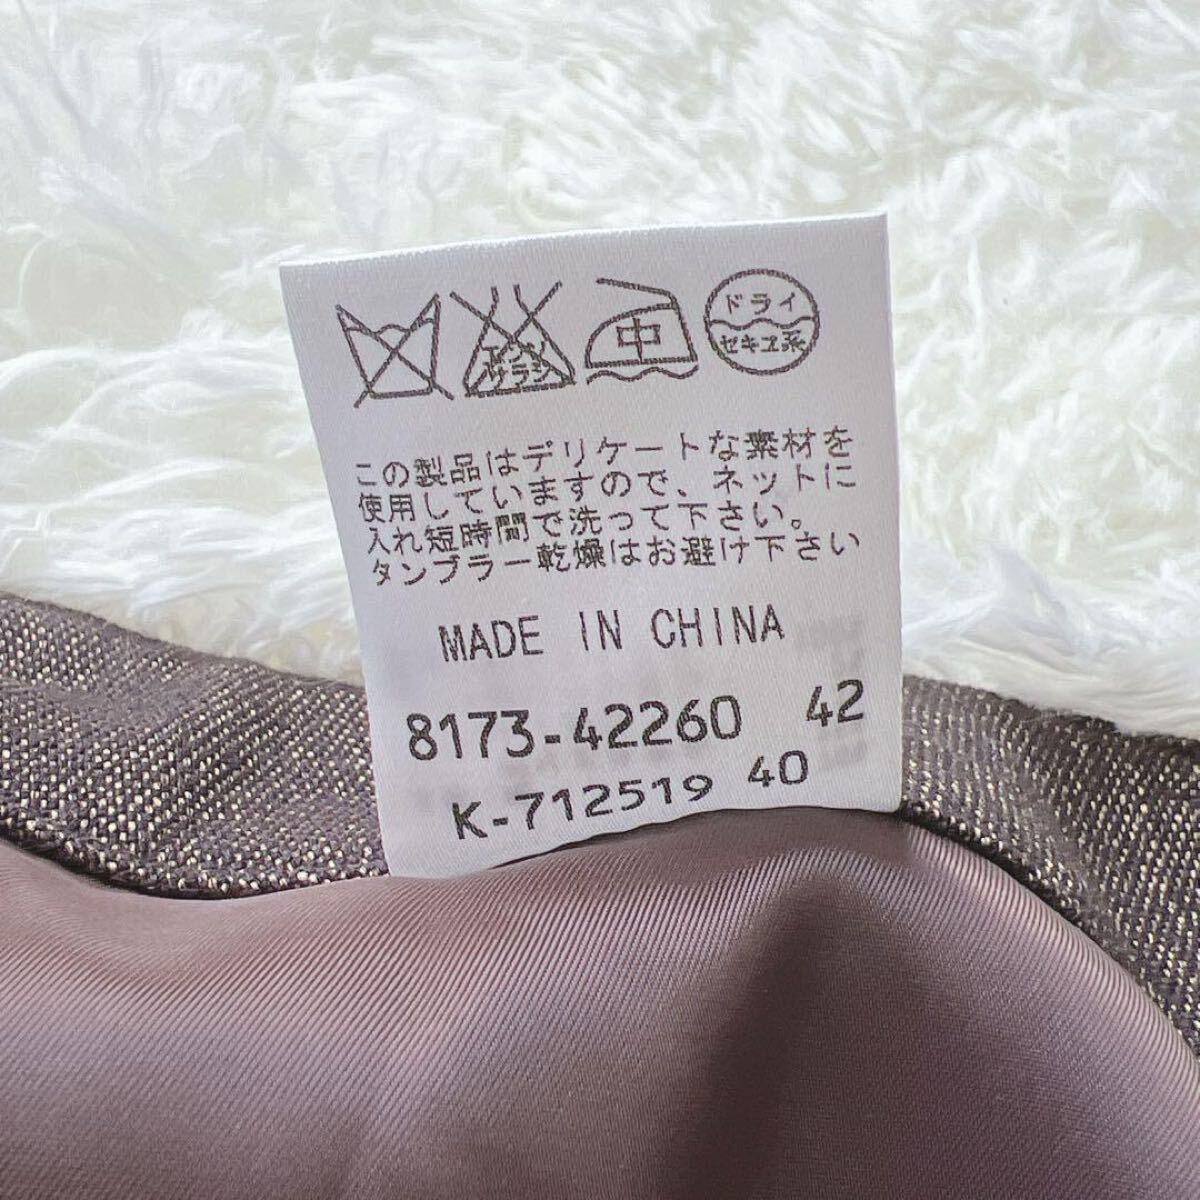 エンソ サラシ 中 ドライ
セキユ系
この製品はデリケートな素材を
使用していますので、ネットに
入れ短時間で洗って下さい。
タンブラー乾燥はお避け下さい
MADE IN CHINA
8173-42260 42
K-712519 40